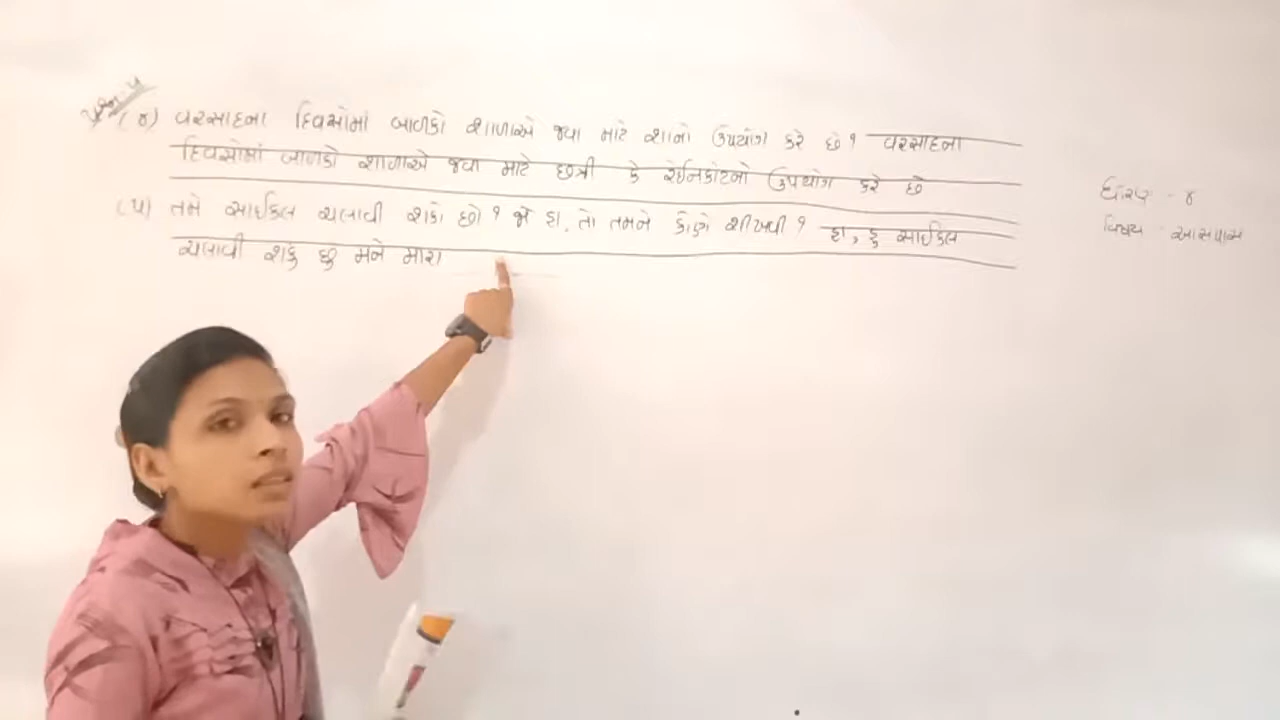 પ્રશ્ન-૫
(૪) વરસાદના દિવસોમાં બાળકો શાળાએ જવા માટે શાનો ઉપયોગ કરે છે ? વરસાદના
દિવસોમાં બાળકો શાળાએ જવા માટે છત્રી કે રેઈનકોટનો ઉપયોગ કરે છે
(૫) તમે સાઈકલ ચલાવી શકો છો ? જો હા, તો તમને કોણે શીખવી ? હા, હુ સાઈકલ
ચલાવી શકુ છુ મને મારા
ધોરણ - ૪
વિષય - આસપાસ